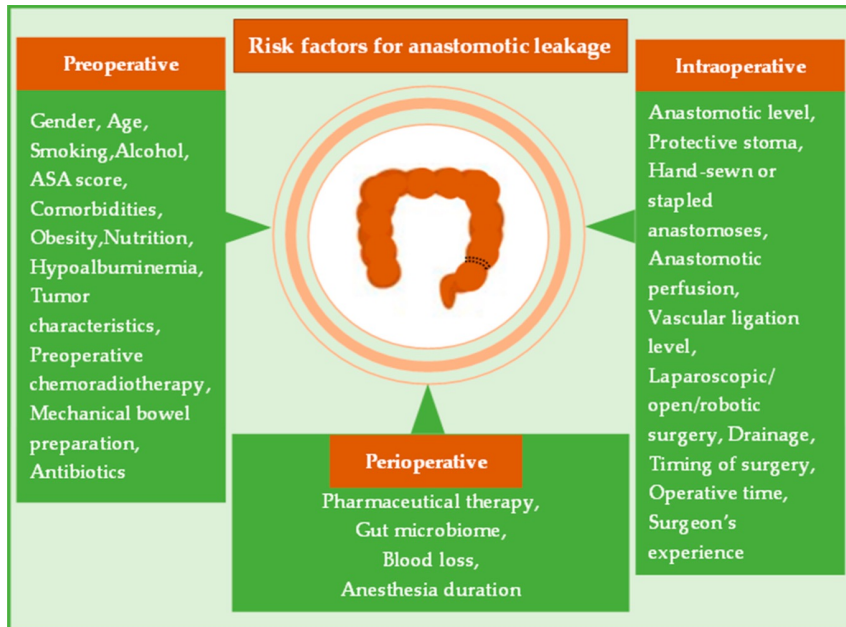 Risk factors for anastomotic leakage
Preoperative
Gender, Age,
Smoking,Alcohol,
ASA score,
Comorbidities,
Obesity,Nutrition,
Hypoalbuminemia,
Tumor
characteristics,
Preoperative
chemoradiotherapy,
Mechanical bowel
preparation,
Antibiotics
Intraoperative
Anastomotic level,
Protective stoma,
Hand-sewn or
stapled
anastomoses,
Anastomotic
perfusion,
Vascular ligation
level,
Laparoscopic/
open/robotic
surgery, Drainage,
Timing of surgery,
Operative time,
Surgeon's
experience
Perioperative
Pharmaceutical therapy,
Gut microbiome,
Blood loss,
Anesthesia duration